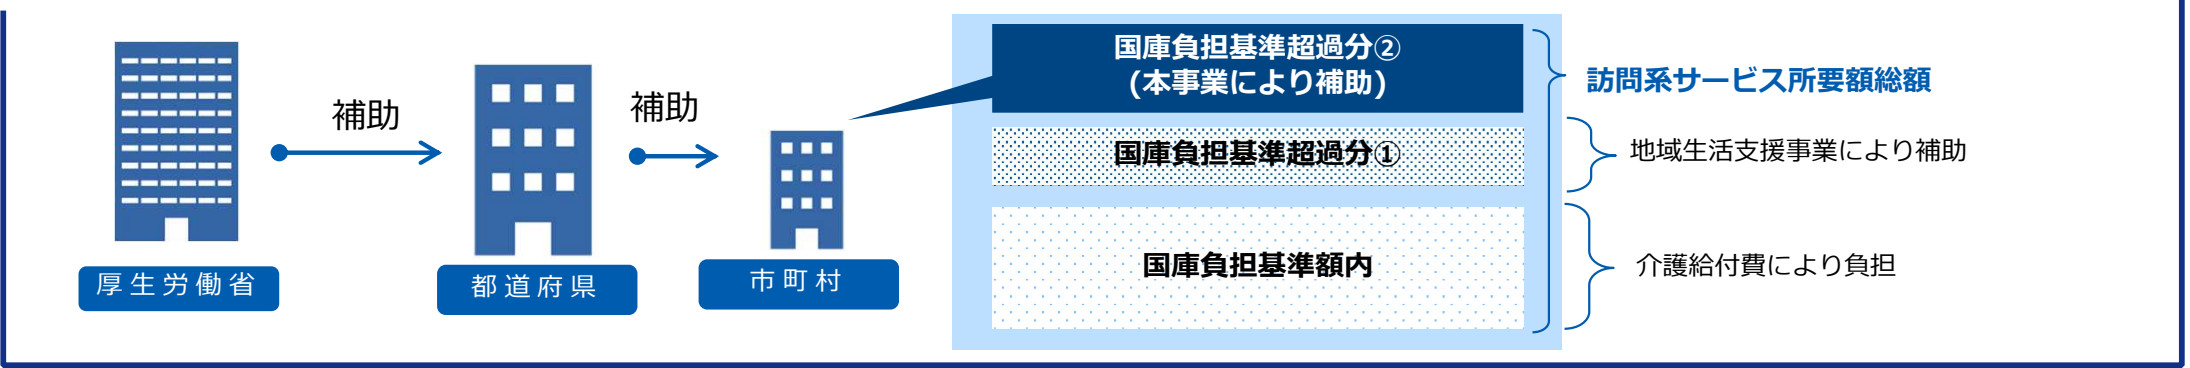 補助
補助
厚生労働省
都道府県
市町村
国庫負担基準超過分②
(本事業により補助)
国庫負担基準超過分①
国庫負担基準額内
訪問系サービス所要額総額
地域生活支援事業により補助
介護給付費により負担